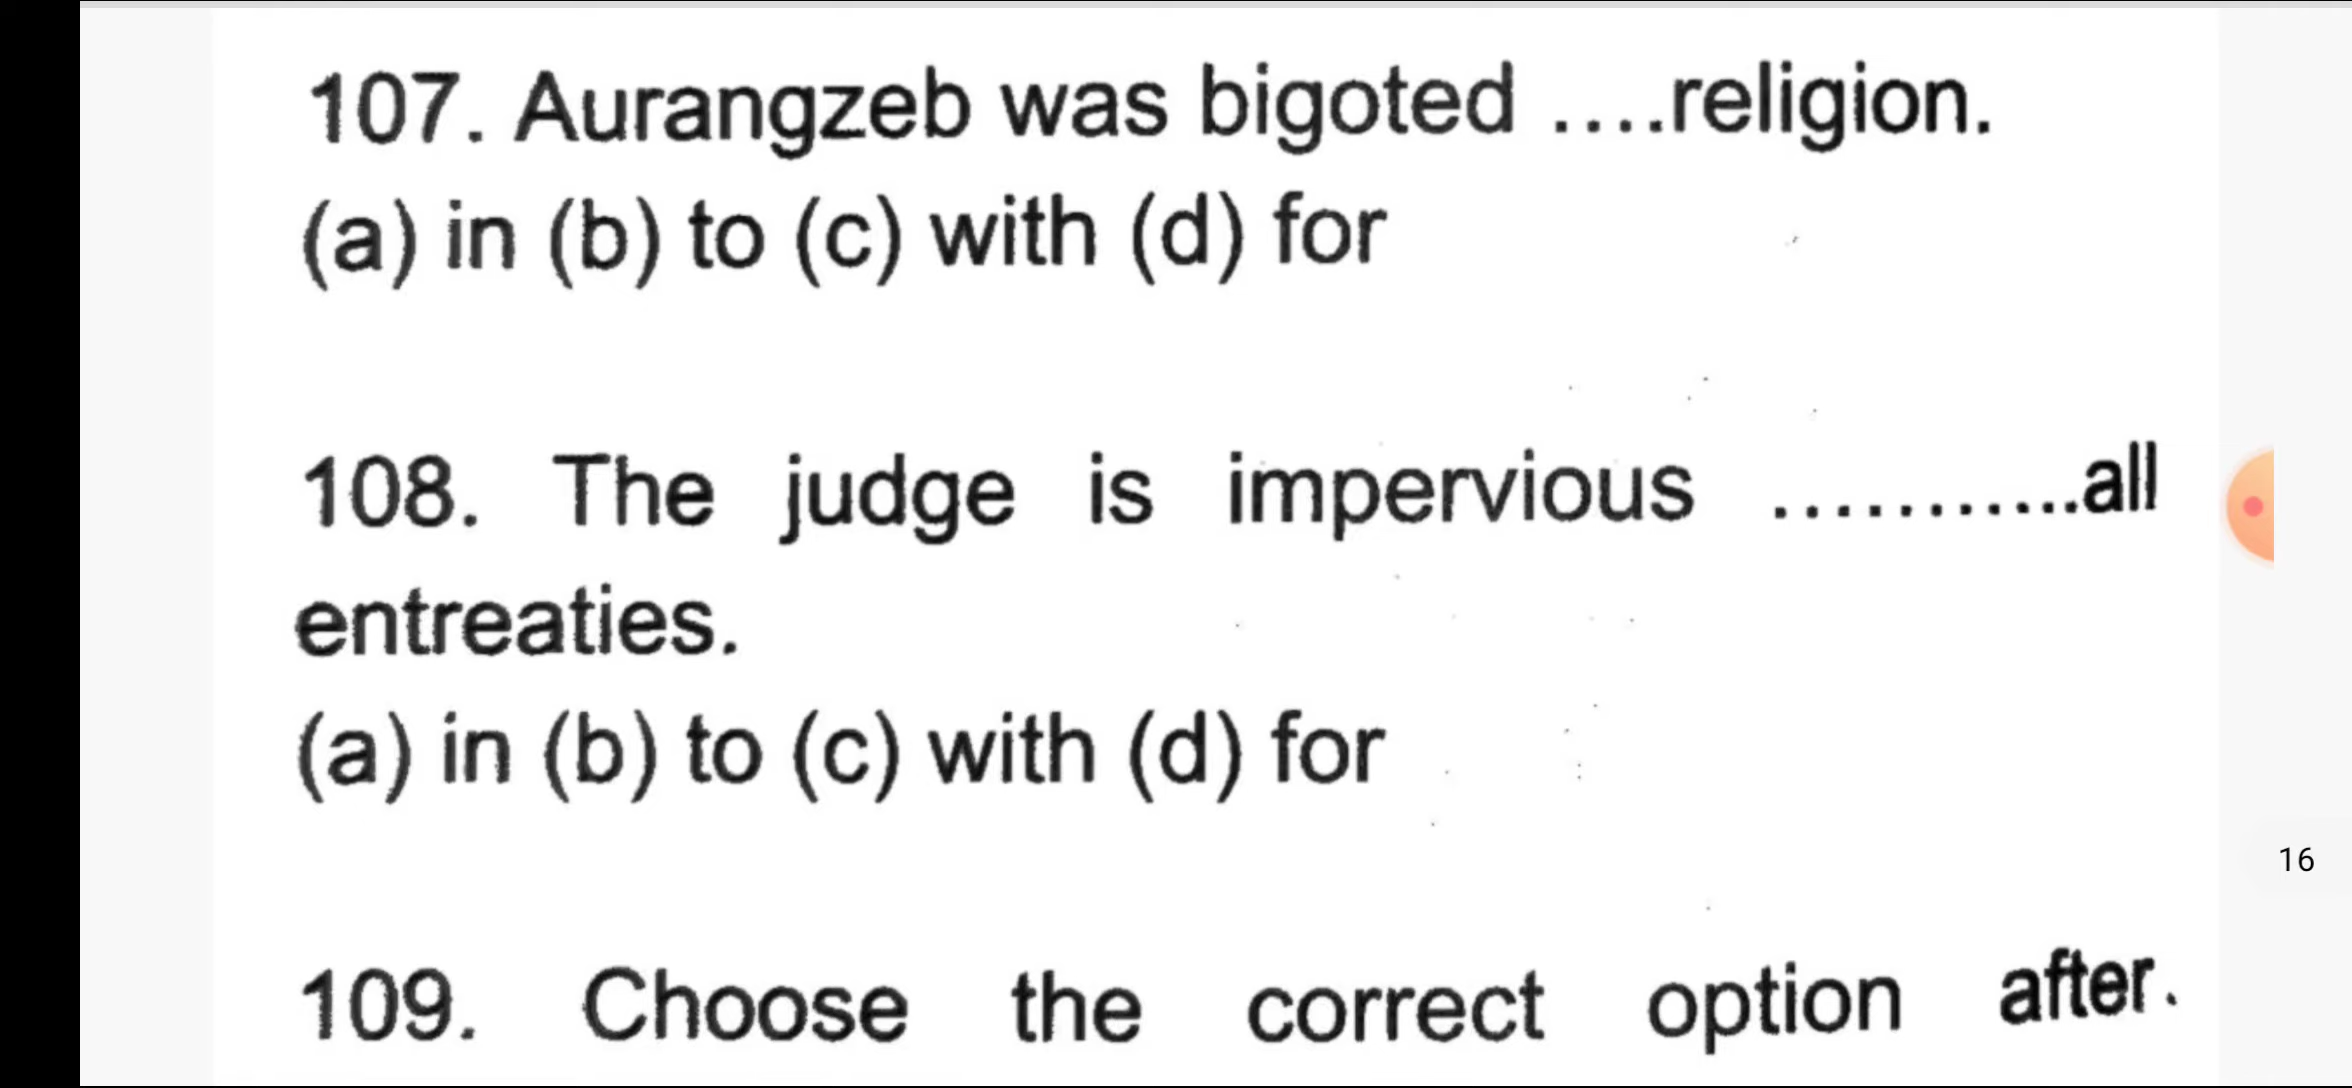 107. Aurangzeb was bigoted ....religion.
(a) in (b) to (c) with (d) for
108. The judge is impervious ...........all
entreaties.
(a) in (b) to (c) with (d) for
16
109. Choose the correct option after.